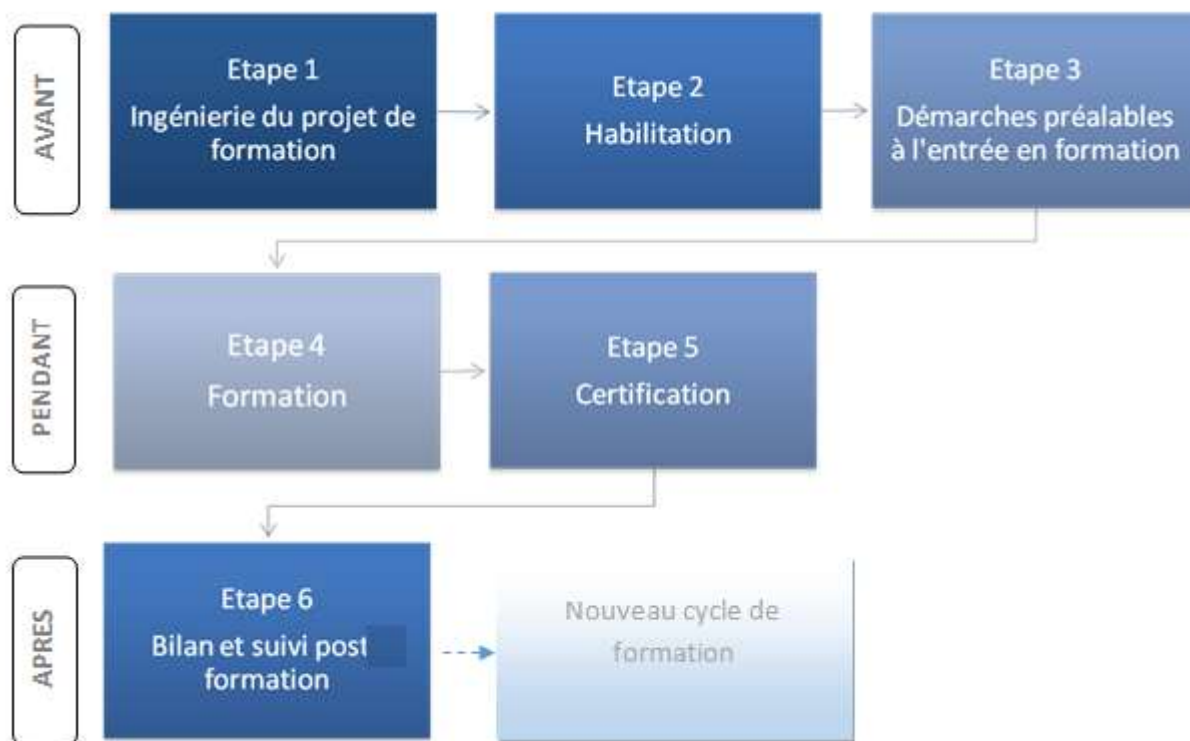 AVANT
Etape 1
Ingénierie du projet de
formation
Etape 2
Habilitation
Etape 3
Démarches préalables
à l'entrée en formation
PENDANT
Etape 4
Formation
Etape 5
Certification
APRES
Etape 6
Bilan et suivi post
formation
Nouveau cycle de
formation